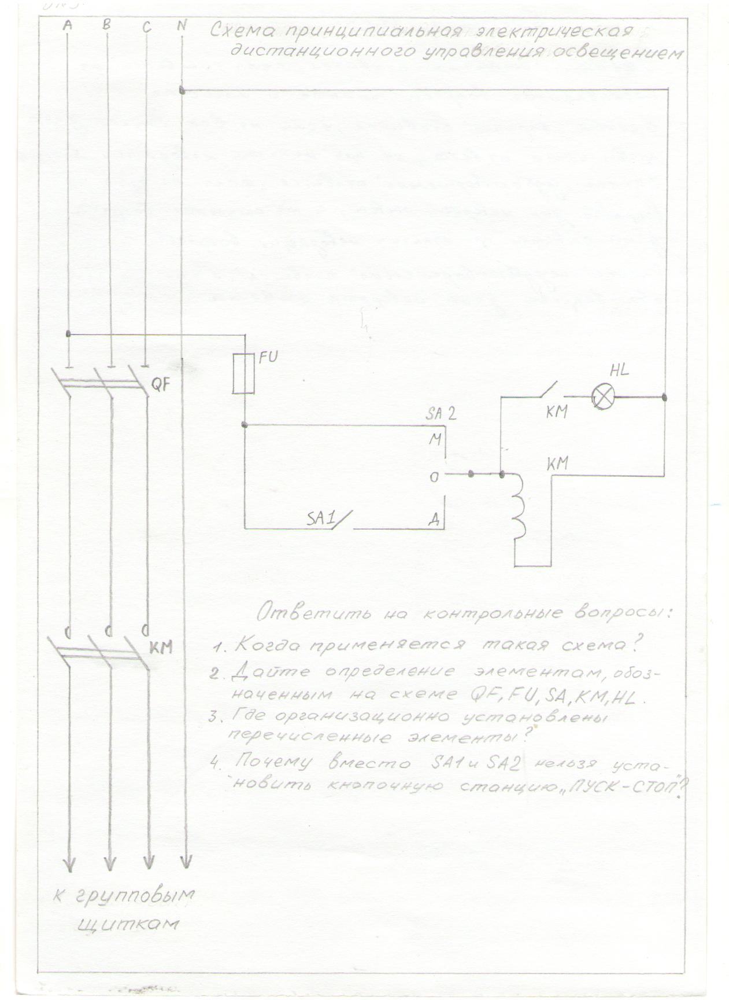 A B C N
Схема принципиальная электрическая
дистанционного управления освещением
FU
QF
HL
KM
SA 2
М
KM
О
SA1
Д
KM
Ответить на контрольные вопросы:
1. Когда применяется такая схема?
2. Дайте определение элементам, обоз-
наченным на схеме QF, FU, SA, KM, HL.
3. Где организационно установлены
перечисленные элементы?
4. Почему вместо SA1 и SA2 нельзя уста-
новить кнопочную станцию „ПУСК-СТОП"?
к групповым
щиткам